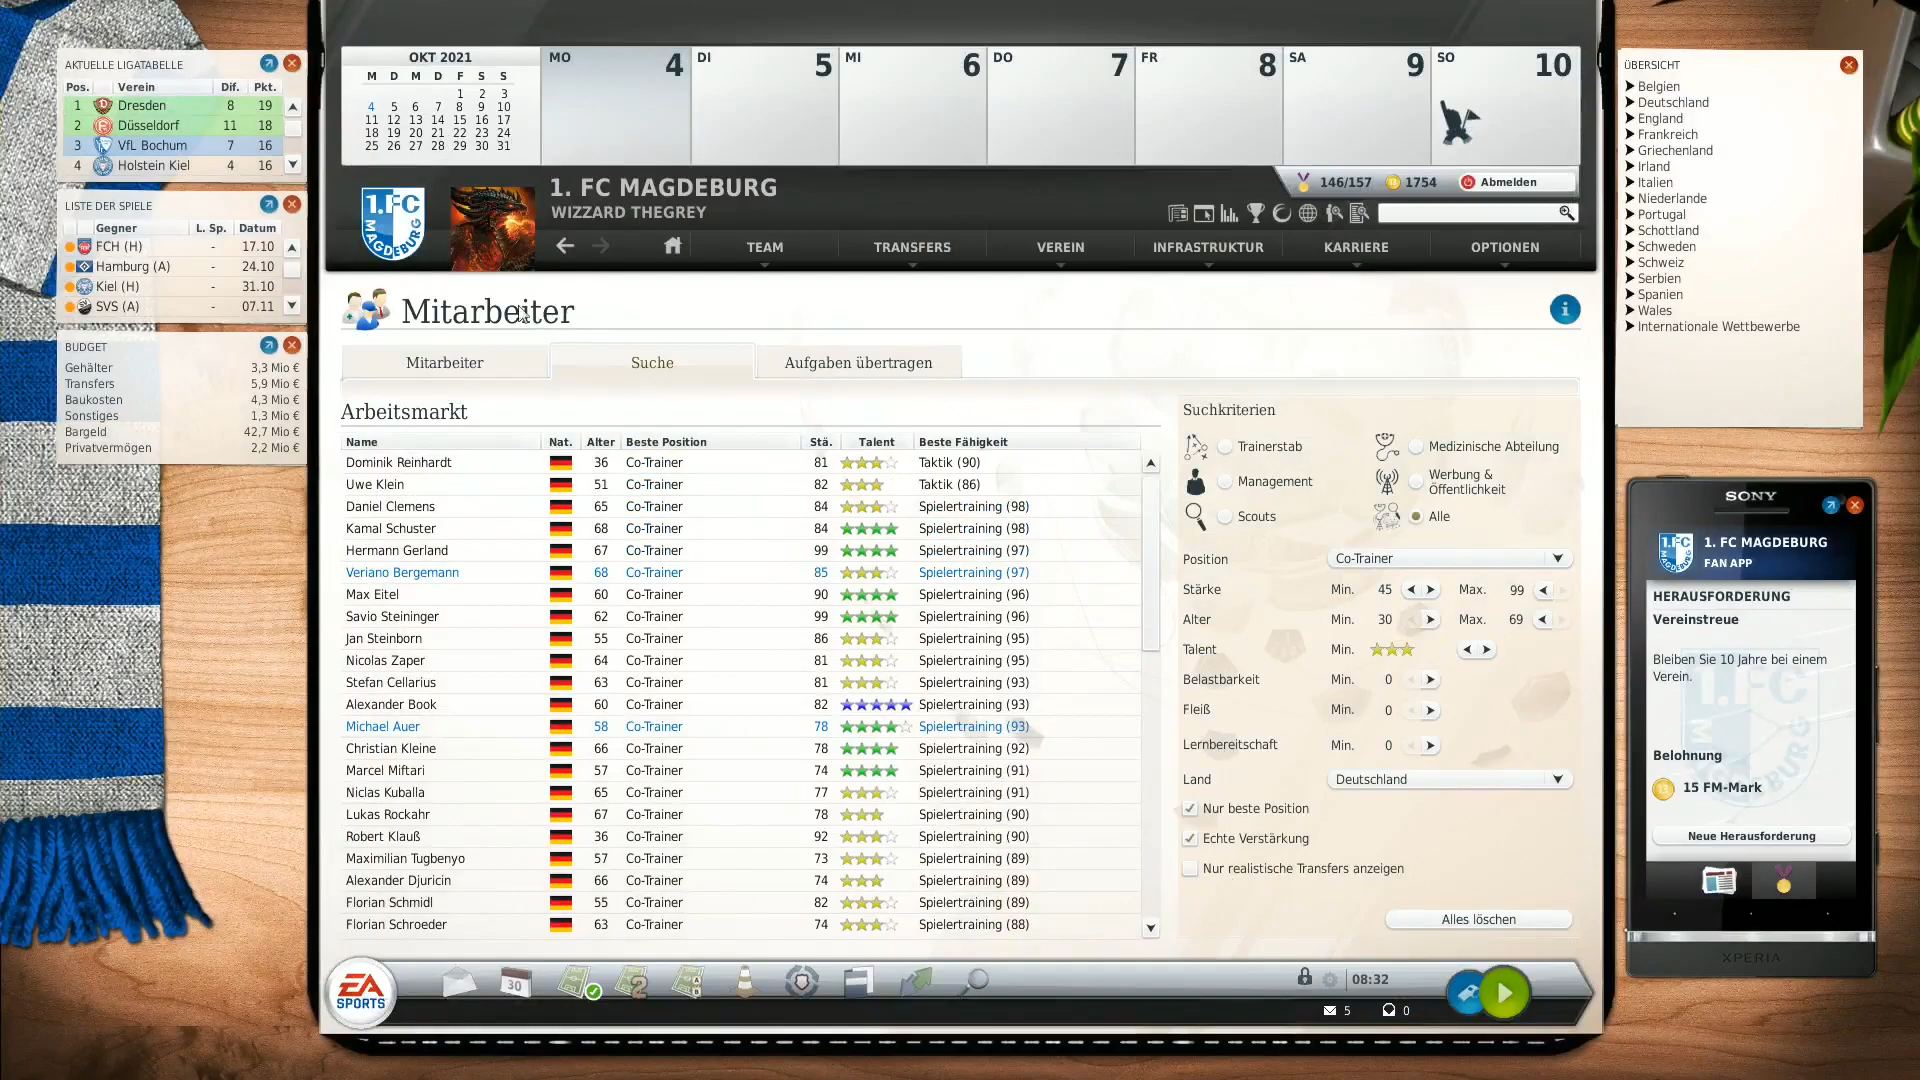 AKTUELLE LIGATABELLE
Pos. Verein Dif. Pkt.
1 Dresden 8 19
2 Düsseldorf 11 18
3 VfL Bochum 7 16
4 Holstein Kiel 4 16
LISTE DER SPIELE
Gegner L. Sp. Datum
FCH (H) - 17.10
Hamburg (A) - 24.10
Kiel (H) - 31.10
SVS (A) - 07.11
BUDGET
Gehälter 3,3 Mio €
Transfers 5,9 Mio €
Baukosten 4,3 Mio €
Sonstiges 1,3 Mio €
Bargeld 42,7 Mio €
Privatvermögen 2,2 Mio €
OKT 2021
M D M D F S S
1 2 3
4 5 6 7 8 9 10
11 12 13 14 15 16 17
18 19 20 21 22 23 24
25 26 27 28 29 30 31
MO 4 DI 5 MI 6 DO 7 FR 8 SA 9 SO 10
1.FC MAGDEBURG
1. FC MAGDEBURG
WIZZARD THEGREY
146/157 1754 Abmelden
TEAM TRANSFERS VEREIN INFRASTRUKTUR KARRIERE OPTIONEN
Mitarbeiter
Mitarbeiter Suche Aufgaben übertragen
Arbeitsmarkt
Name Nat. Alter Beste Position Stä. Talent Beste Fähigkeit
Dominik Reinhardt 36 Co-Trainer 81 Taktik (90)
Uwe Klein 51 Co-Trainer 82 Taktik (86)
Daniel Clemens 65 Co-Trainer 84 Spielertraining (98)
Kamal Schuster 68 Co-Trainer 84 Spielertraining (98)
Hermann Gerland 67 Co-Trainer 99 Spielertraining (97)
Veriano Bergemann 68 Co-Trainer 85 Spielertraining (97)
Max Eitel 60 Co-Trainer 90 Spielertraining (96)
Savio Steininger 62 Co-Trainer 99 Spielertraining (96)
Jan Steinborn 55 Co-Trainer 86 Spielertraining (95)
Nicolas Zaper 64 Co-Trainer 81 Spielertraining (95)
Stefan Cellarius 63 Co-Trainer 81 Spielertraining (93)
Alexander Book 60 Co-Trainer 82 Spielertraining (93)
Michael Auer 58 Co-Trainer 78 Spielertraining (93)
Christian Kleine 66 Co-Trainer 78 Spielertraining (92)
Marcel Miftari 57 Co-Trainer 74 Spielertraining (91)
Niclas Kuballa 65 Co-Trainer 77 Spielertraining (91)
Lukas Rockahr 67 Co-Trainer 78 Spielertraining (90)
Robert Klauß 36 Co-Trainer 92 Spielertraining (90)
Maximilian Tugbenyo 57 Co-Trainer 73 Spielertraining (89)
Alexander Djuricin 66 Co-Trainer 74 Spielertraining (89)
Florian Schmidl 55 Co-Trainer 82 Spielertraining (89)
Florian Schroeder 63 Co-Trainer 74 Spielertraining (88)
Suchkriterien
Trainerstab Medizinische Abteilung
Management Werbung &
Öffentlichkeit
Scouts Alle
Position Co-Trainer
Stärke Min. 45 Max. 99
Alter Min. 30 Max. 69
Talent Min.
Belastbarkeit Min. 0
Fleiß Min. 0
Lernbereitschaft Min. 0
Land Deutschland
Nur beste Position
Echte Verstärkung
Nur realistische Transfers anzeigen
Alles löschen
EA
SPORTS
30
2
08:32
5 0
ÜBERSICHT
Belgien
Deutschland
England
Frankreich
Griechenland
Irland
Italien
Niederlande
Portugal
Schottland
Schweden
Schweiz
Serbien
Spanien
Wales
Internationale Wettbewerbe
SONY
1. FC MAGDEBURG
FAN APP
HERAUSFORDERUNG
Vereinstreue
Bleiben Sie 10 Jahre bei einem
Verein.
Belohnung
15 FM-Mark
Neue Herausforderung
XPERIA